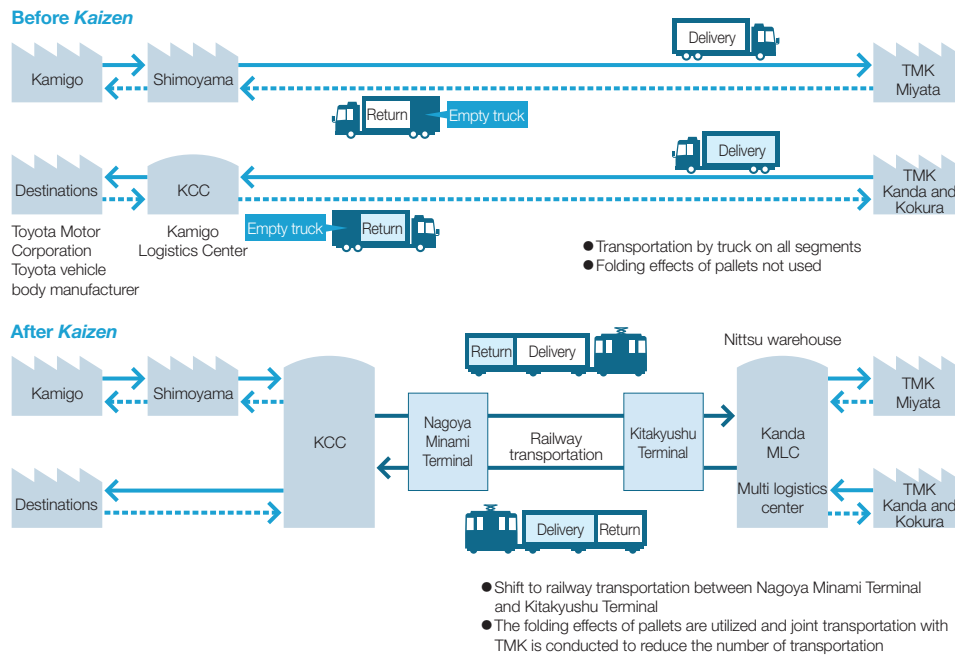 Before Kaizen
Delivery
Kamigo
Shimoyama
TMK
Miyata
Return
Empty truck
Delivery
Destinations
KCC
TMK
Kanda and
Kokura
Toyota Motor
Corporation
Toyota vehicle
body manufacturer
Kamigo
Logistics Center
Empty truck
Return
● Transportation by truck on all segments
● Folding effects of pallets not used
After Kaizen
Return
Delivery
Nittsu warehouse
Kamigo
Shimoyama
TMK
Miyata
KCC
Nagoya
Minami
Terminal
Railway
transportation
Kitakyushu
Terminal
Kanda
MLC
Multi logistics
center
Destinations
TMK
Kanda and
Kokura
Delivery
Return
● Shift to railway transportation between Nagoya Minami Terminal
and Kitakyushu Terminal
● The folding effects of pallets are utilized and joint transportation with
TMK is conducted to reduce the number of transportation